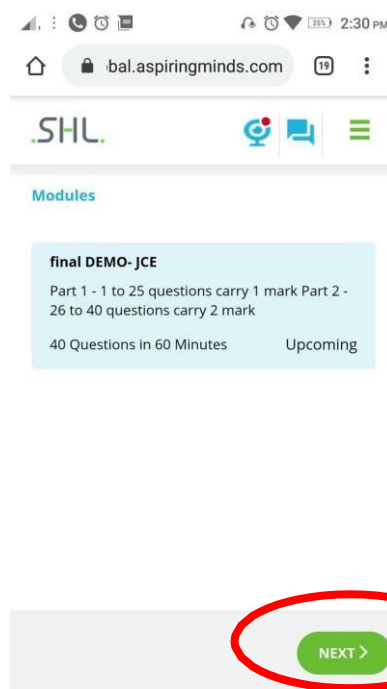 25% 2:30 PM
bal.aspiringminds.com 19
.SHL.
Modules
final DEMO- JCE
Part 1 - 1 to 25 questions carry 1 mark Part 2 -
26 to 40 questions carry 2 mark
40 Questions in 60 Minutes Upcoming
NEXT >